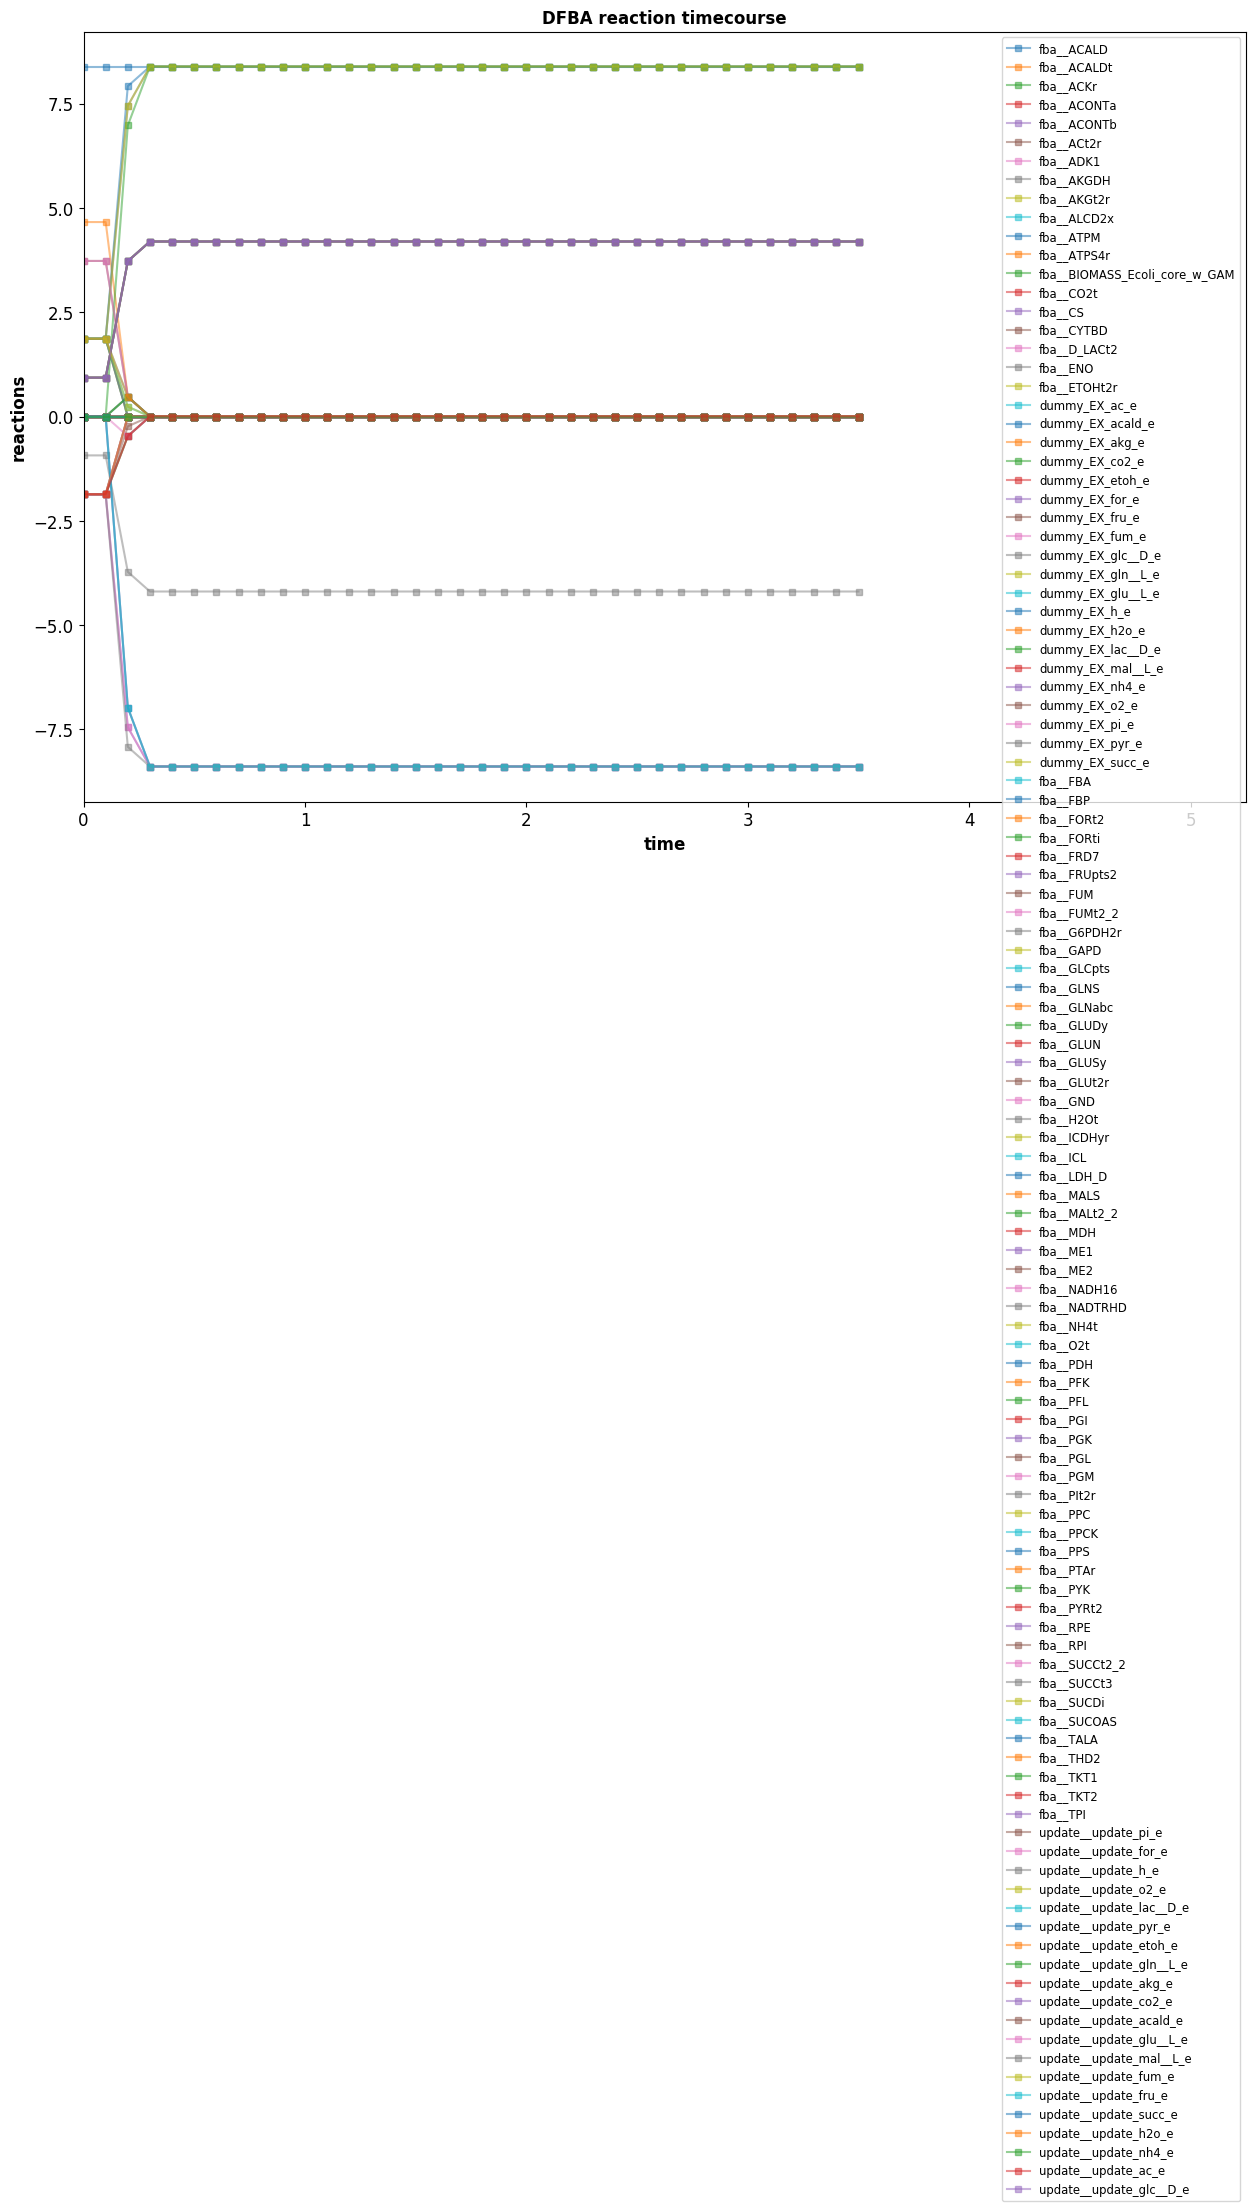 DFBA reaction timecourse
reactions
7.5
5.0
2.5
0.0
−2.5
−5.0
−7.5
0 1 2 3 4 5
time
fba__ACALD
fba__ACALDt
fba__ACKr
fba__ACONTa
fba__ACONTb
fba__ACt2r
fba__ADK1
fba__AKGDH
fba__AKGt2r
fba__ALCD2x
fba__ATPM
fba__ATPS4r
fba__BIOMASS_Ecoli_core_w_GAM
fba__CO2t
fba__CS
fba__CYTBD
fba__D_LACt2
fba__ENO
fba__ETOHt2r
dummy_EX_ac_e
dummy_EX_acald_e
dummy_EX_akg_e
dummy_EX_co2_e
dummy_EX_etoh_e
dummy_EX_for_e
dummy_EX_fru_e
dummy_EX_fum_e
dummy_EX_glc__D_e
dummy_EX_gln__L_e
dummy_EX_glu__L_e
dummy_EX_h_e
dummy_EX_h2o_e
dummy_EX_lac__D_e
dummy_EX_mal__L_e
dummy_EX_nh4_e
dummy_EX_o2_e
dummy_EX_pi_e
dummy_EX_pyr_e
dummy_EX_succ_e
fba__FBA
fba__FBP
fba__FORt2
fba__FORti
fba__FRD7
fba__FRUpts2
fba__FUM
fba__FUMt2_2
fba__G6PDH2r
fba__GAPD
fba__GLCpts
fba__GLNS
fba__GLNabc
fba__GLUDy
fba__GLUN
fba__GLUSy
fba__GLUt2r
fba__GND
fba__H2Ot
fba__ICDHyr
fba__ICL
fba__LDH_D
fba__MALS
fba__MALt2_2
fba__MDH
fba__ME1
fba__ME2
fba__NADH16
fba__NADTRHD
fba__NH4t
fba__O2t
fba__PDH
fba__PFK
fba__PFL
fba__PGI
fba__PGK
fba__PGL
fba__PGM
fba__PIt2r
fba__PPC
fba__PPCK
fba__PPS
fba__PTAr
fba__PYK
fba__PYRt2
fba__RPE
fba__RPI
fba__SUCCt2_2
fba__SUCCt3
fba__SUCDi
fba__SUCOAS
fba__TALA
fba__THD2
fba__TKT1
fba__TKT2
fba__TPI
update__update_pi_e
update__update_for_e
update__update_h_e
update__update_o2_e
update__update_lac__D_e
update__update_pyr_e
update__update_etoh_e
update__update_gln__L_e
update__update_akg_e
update__update_co2_e
update__update_acald_e
update__update_glu__L_e
update__update_mal__L_e
update__update_fum_e
update__update_fru_e
update__update_succ_e
update__update_h2o_e
update__update_nh4_e
update__update_ac_e
update__update_glc__D_e